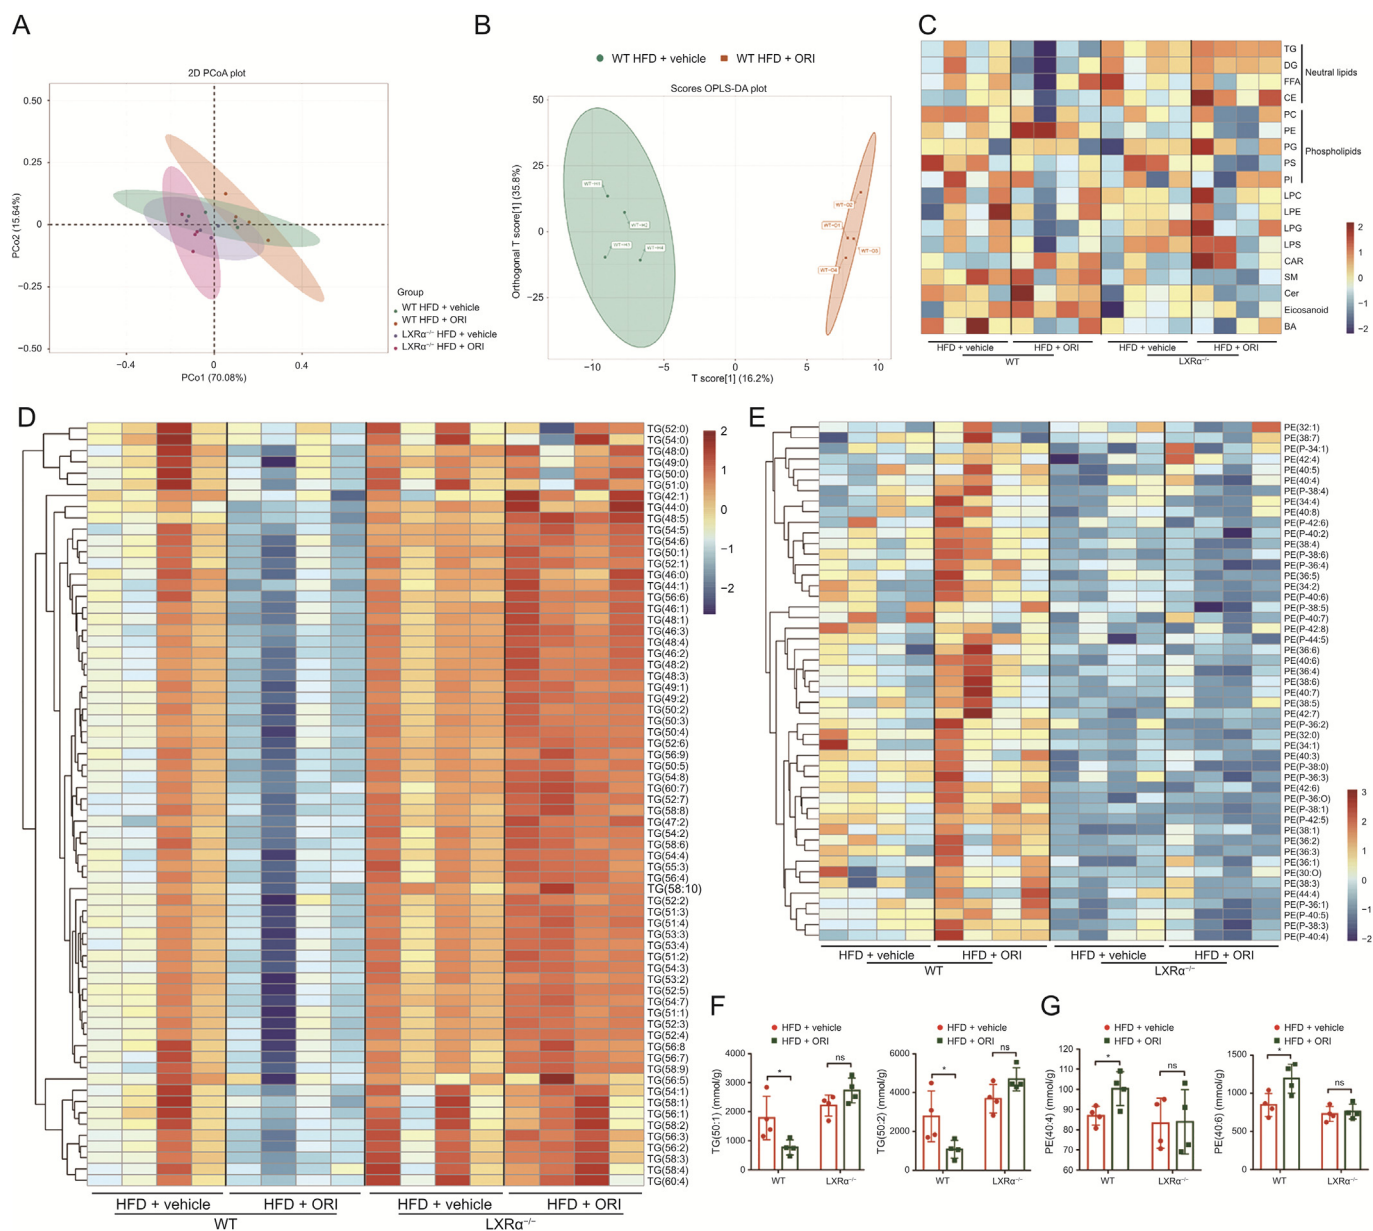 A
2D PCoA plot
0.50
0.25
0
−0.25
−0.50
PCo2 (15.64%)
−0.4
0
0.4
PCo1 (70.08%)
Group
WT HFD + vehicle
WT HFD + ORI
LXRα−/− HFD + vehicle
LXRα−/− HFD + ORI
B
WT HFD + vehicle
WT HFD + ORI
Scores OPLS-DA plot
50
25
0
−25
Orthogonal T score[1] (35.8%)
WT-H2
WT-H4
WT-G2
−10
−5
0
5
10
T score[1] (16.2%)
C
TG
DG
FFA
CE
Neutral lipids
PC
PE
PG
PS
PI
Phospholipids
LPC
LPE
LPG
LPS
CAR
SM
Cer
Eicosanoid
BA
2
1
0
−1
−2
HFD + vehicle
HFD + ORI
HFD + vehicle
HFD + ORI
WT
LXRα−/−
D
TG(52:0)
TG(54:0)
TG(48:0)
TG(49:0)
TG(50:0)
TG(51:0)
TG(42:1)
TG(44:0)
TG(48:5)
TG(54:5)
TG(54:6)
TG(50:1)
TG(52:1)
TG(46:0)
TG(44:1)
TG(56:6)
TG(46:1)
TG(48:1)
TG(46:3)
TG(48:4)
TG(46:2)
TG(48:2)
TG(48:3)
TG(49:1)
TG(49:2)
TG(50:2)
TG(50:3)
TG(50:4)
TG(52:6)
TG(56:9)
TG(50:5)
TG(54:8)
TG(60:7)
TG(52:7)
TG(58:8)
TG(47:2)
TG(54:2)
TG(58:6)
TG(54:4)
TG(55:3)
TG(56:4)
TG(58:10)
TG(52:2)
TG(51:3)
TG(51:4)
TG(53:3)
TG(53:4)
TG(51:2)
TG(54:3)
TG(53:2)
TG(52:5)
TG(54:7)
TG(51:1)
TG(52:3)
TG(52:4)
TG(56:8)
TG(56:7)
TG(58:9)
TG(56:5)
TG(54:1)
TG(58:1)
TG(56:1)
TG(58:2)
TG(56:3)
TG(56:2)
TG(58:3)
TG(58:4)
TG(60:4)
2
1
0
−1
−2
HFD + vehicle
HFD + ORI
HFD + vehicle
HFD + ORI
WT
LXRα−/−
E
PE(32:1)
PE(38:7)
PE(P-34:1)
PE(42:4)
PE(40:5)
PE(40:4)
PE(P-38:4)
PE(34:4)
PE(40:8)
PE(P-42:6)
PE(P-40:2)
PE(38:4)
PE(P-38:6)
PE(P-36:4)
PE(36:5)
PE(34:2)
PE(P-40:6)
PE(P-38:5)
PE(P-40:7)
PE(P-42:8)
PE(P-44:5)
PE(36:6)
PE(40:6)
PE(36:4)
PE(38:6)
PE(40:7)
PE(38:5)
PE(42:7)
PE(P-36:2)
PE(32:0)
PE(34:1)
PE(40:3)
PE(P-38:0)
PE(P-36:3)
PE(42:6)
PE(P-36:O)
PE(P-38:1)
PE(P-42:5)
PE(38:1)
PE(36:2)
PE(36:3)
PE(36:1)
PE(30:O)
PE(38:3)
PE(44:4)
PE(P-36:1)
PE(P-40:5)
PE(P-38:3)
PE(P-40:4)
3
2
1
0
−1
−2
HFD + vehicle
HFD + ORI
HFD + vehicle
HFD + ORI
WT
LXRα−/−
F
HFD + vehicle
HFD + ORI
4000
3000
2000
1000
0
TG(50:1) (mmol/g)
*
ns
WT
LXRα−/−
HFD + vehicle
HFD + ORI
6000
4000
2000
0
TG(50:2) (mmol/g)
*
ns
WT
LXRα−/−
G
HFD + vehicle
HFD + ORI
120
110
100
90
80
70
60
PE(40:4) (mmol/g)
*
ns
WT
LXRα−/−
HFD + vehicle
HFD + ORI
1500
1000
500
0
PE(40:6) (mmol/g)
*
ns
WT
LXRα−/−